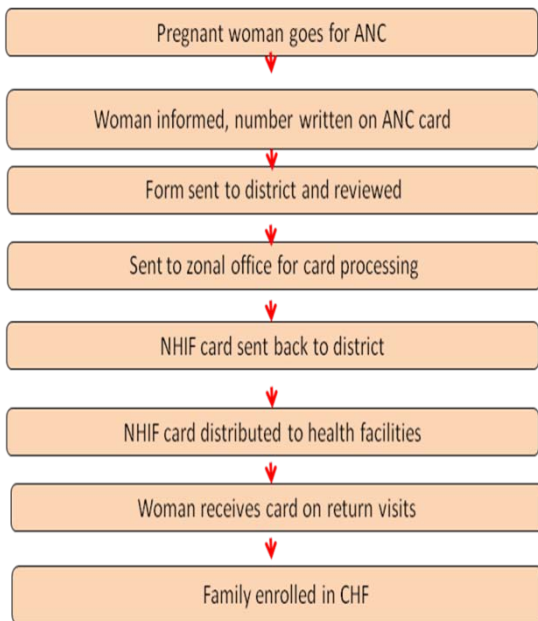 Pregnant woman goes for ANC
Woman informed, number written on ANC card
Form sent to district and reviewed
Sent to zonal office for card processing
NHIF card sent back to district
NHIF card distributed to health facilities
Woman receives card on return visits
Family enrolled in CHF